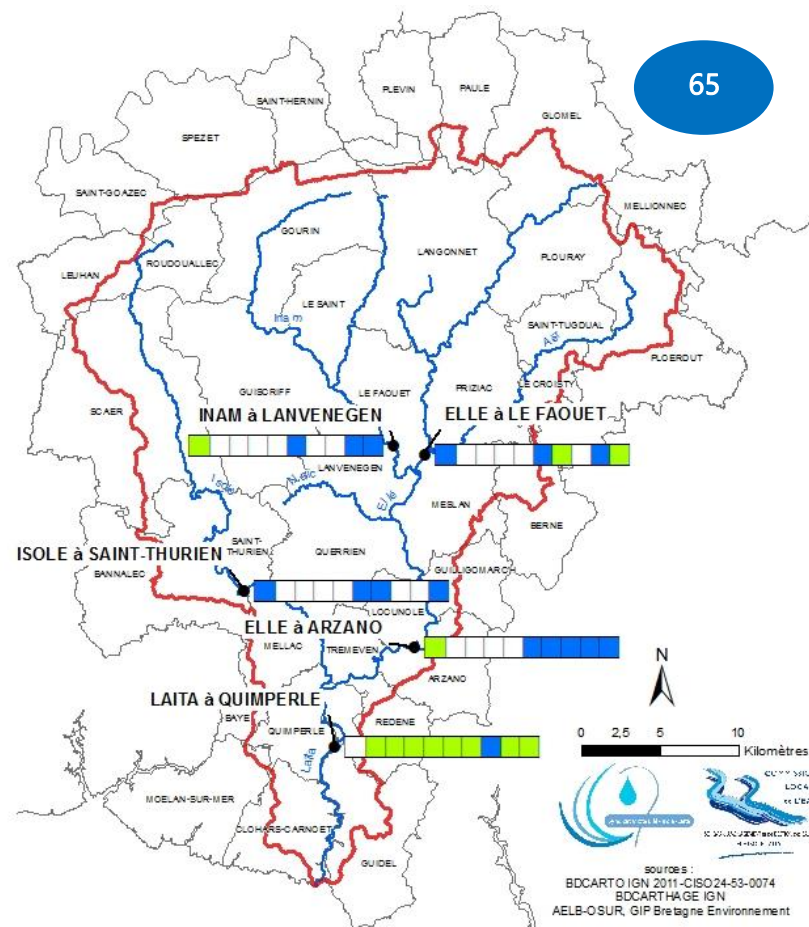 65
PLEVIN
PAULE
SAINT-HERNIN
GLOMEL
SPEZET
SAINT-GOAZEC
MELLIONNEC
GOURIN
LANGONNET
PLOURAY
LEUHAN
ROUDOUALLEC
LE SAINT
Inam
SAINT-TUGDUAL
Aër
PLOERDUT
LE CROISTY
PRIZIAC
GUISCRIFF
LE FAOUET
SCAER
INAM à LANVENEGEN
ELLE à LE FAOUET
LANVENEGEN
Isole
Ellé
MESLAN
BERNE
SAINT-
THURIEN
QUERRIEN
ISOLE à SAINT-THURIEN
BANNALEC
GUILLIGOMARCH
LOCUNOLE
ELLE à ARZANO
MELLAC
TREMEVEN
ARZANO
N
LAITA à QUIMPERLE
REDENE
BAYE
QUIMPERLE
Laïta
0 2,5 5 10
Kilomètres
MOELAN-SUR-MER
CLOHARS-CARNOET
GUIDEL
sources :
BDCARTO IGN 2011-CISO24-53-0074
BDCARTHAGE IGN
AELB-OSUR, GIP Bretagne Environnement